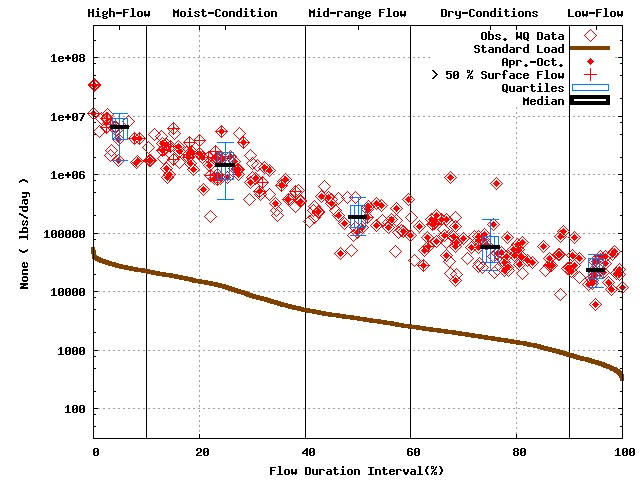 High-Flow Moist-Condition Mid-range Flow Dry-Conditions Low-Flow
Obs. WQ Data
Standard Load
Apr.-Oct.
> 50 % Surface Flow
Quartiles
Median
1e+08
1e+07
1e+06
100000
10000
1000
100
None ( lbs/day )
0 20 40 60 80 100
Flow Duration Interval(%)